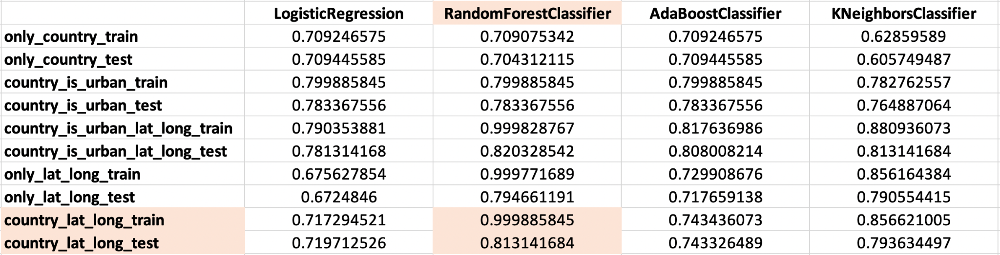 LogisticRegression RandomForestClassifier AdaBoostClassifier KNeighborsClassifier
only_country_train 0.709246575 0.709075342 0.709246575 0.62859589
only_country_test 0.709445585 0.704312115 0.709445585 0.605749487
country_is_urban_train 0.799885845 0.799885845 0.799885845 0.782762557
country_is_urban_test 0.783367556 0.783367556 0.783367556 0.764887064
country_is_urban_lat_long_train 0.790353881 0.999828767 0.817636986 0.880936073
country_is_urban_lat_long_test 0.781314168 0.820328542 0.808008214 0.813141684
only_lat_long_train 0.675627854 0.999771689 0.729908676 0.856164384
only_lat_long_test 0.6724846 0.794661191 0.717659138 0.790554415
country_lat_long_train 0.717294521 0.999885845 0.743436073 0.856621005
country_lat_long_test 0.719712526 0.813141684 0.743326489 0.793634497